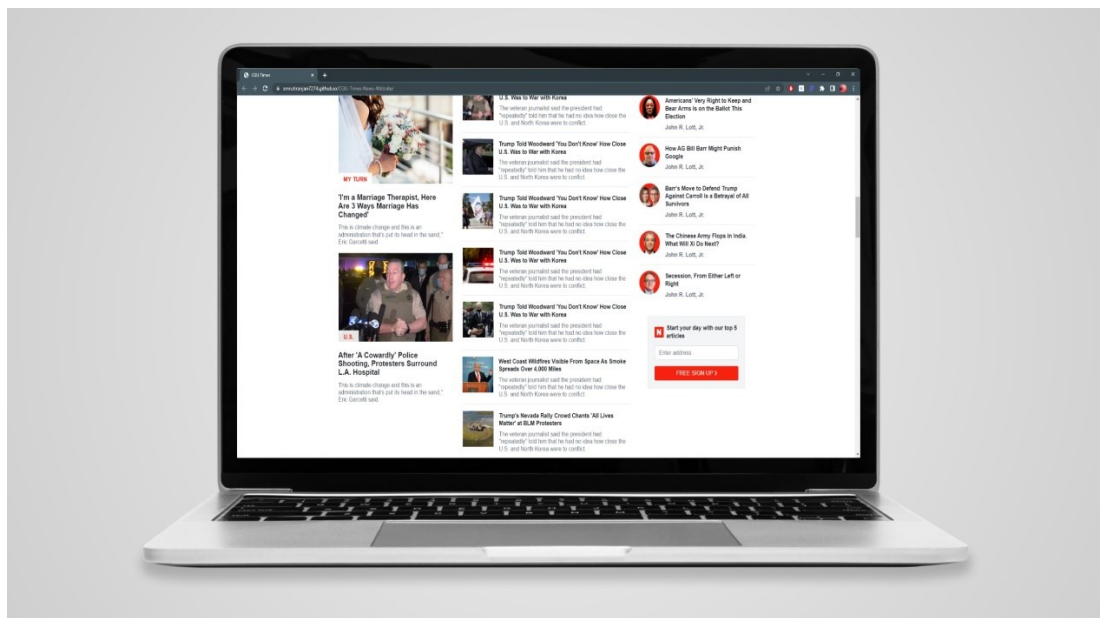 CGU Times
amrutranjan7274.github.io/CGU-Times-News-Website/
MY TURN
'I'm a Marriage Therapist, Here
Are 3 Ways Marriage Has
Changed'
This is climate change and this is an
administration that's put its head in the sand,"
Eric Garcetti said.
U.S.
After 'A Cowardly' Police
Shooting, Protesters Surround
L.A. Hospital
This is climate change and this is an
administration that's put its head in the sand,"
Eric Garcetti said.
U.S. Was to War with Korea
The veteran journalist said the president had
"repeatedly" told him that he had no idea how close the
U.S. and North Korea were to conflict.
Trump Told Woodward 'You Don't Know' How Close
U.S. Was to War with Korea
The veteran journalist said the president had
"repeatedly" told him that he had no idea how close the
U.S. and North Korea were to conflict.
Trump Told Woodward 'You Don't Know' How Close
U.S. Was to War with Korea
The veteran journalist said the president had
"repeatedly" told him that he had no idea how close the
U.S. and North Korea were to conflict.
Trump Told Woodward 'You Don't Know' How Close
U.S. Was to War with Korea
The veteran journalist said the president had
"repeatedly" told him that he had no idea how close the
U.S. and North Korea were to conflict.
Trump Told Woodward 'You Don't Know' How Close
U.S. Was to War with Korea
The veteran journalist said the president had
"repeatedly" told him that he had no idea how close the
U.S. and North Korea were to conflict.
West Coast Wildfires Visible From Space As Smoke
Spreads Over 4,000 Miles
The veteran journalist said the president had
"repeatedly" told him that he had no idea how close the
U.S. and North Korea were to conflict.
Trump's Nevada Rally Crowd Chants 'All Lives
Matter' at BLM Protesters
The veteran journalist said the president had
"repeatedly" told him that he had no idea how close the
U.S. and North Korea were to conflict.
Americans' Very Right to Keep and
Bear Arms is on the Ballot This
Election
John R. Lott, Jr.
How AG Bill Barr Might Punish
Google
John R. Lott, Jr.
Barr's Move to Defend Trump
Against Carroll is a Betrayal of All
Survivors
John R. Lott, Jr.
The Chinese Army Flops in India.
What Will Xi Do Next?
John R. Lott, Jr.
Secession, From Either Left or
Right
John R. Lott, Jr.
N
Start your day with our top 5
articles
Enter address
FREE SIGN UP >